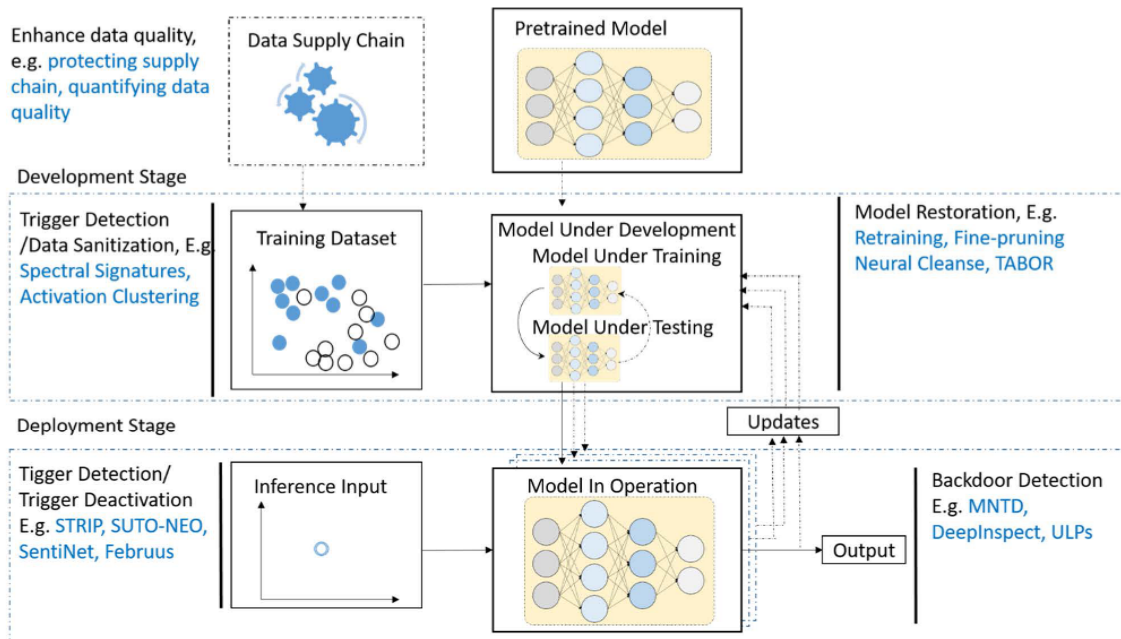 Enhance data quality,
e.g. protecting supply
chain, quantifying data
quality
Data Supply Chain
Pretrained Model
Development Stage
Trigger Detection
/Data Sanitization, E.g.
Spectral Signatures,
Activation Clustering
Training Dataset
Model Under Development
Model Under Training
Model Under Testing
Model Restoration, E.g.
Retraining, Fine-pruning
Neural Cleanse, TABOR
Deployment Stage
Updates
Tigger Detection/
Trigger Deactivation
E.g. STRIP, SUTO-NEO,
SentiNet, Februus
Inference Input
Model In Operation
Output
Backdoor Detection
E.g. MNTD,
DeepInspect, ULPs